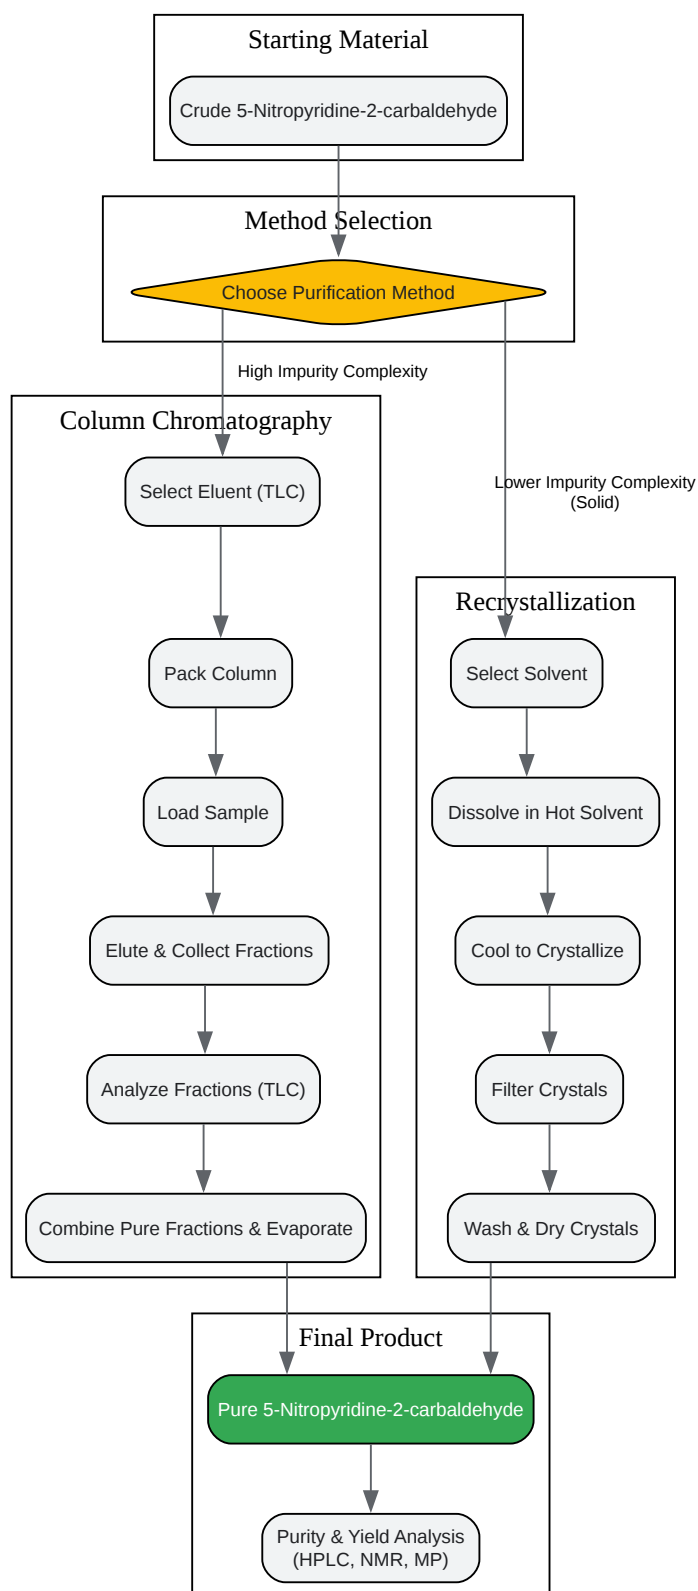 Starting Material
Crude 5-Nitropyridine-2-carbaldehyde
Method Selection
Choose Purification Method
High Impurity Complexity
Column Chromatography
Select Eluent (TLC)
Pack Column
Load Sample
Elute & Collect Fractions
Analyze Fractions (TLC)
Combine Pure Fractions & Evaporate
Lower Impurity Complexity
(Solid)
Recrystallization
Select Solvent
Dissolve in Hot Solvent
Cool to Crystallize
Filter Crystals
Wash & Dry Crystals
Final Product
Pure 5-Nitropyridine-2-carbaldehyde
Purity & Yield Analysis
(HPLC, NMR, MP)